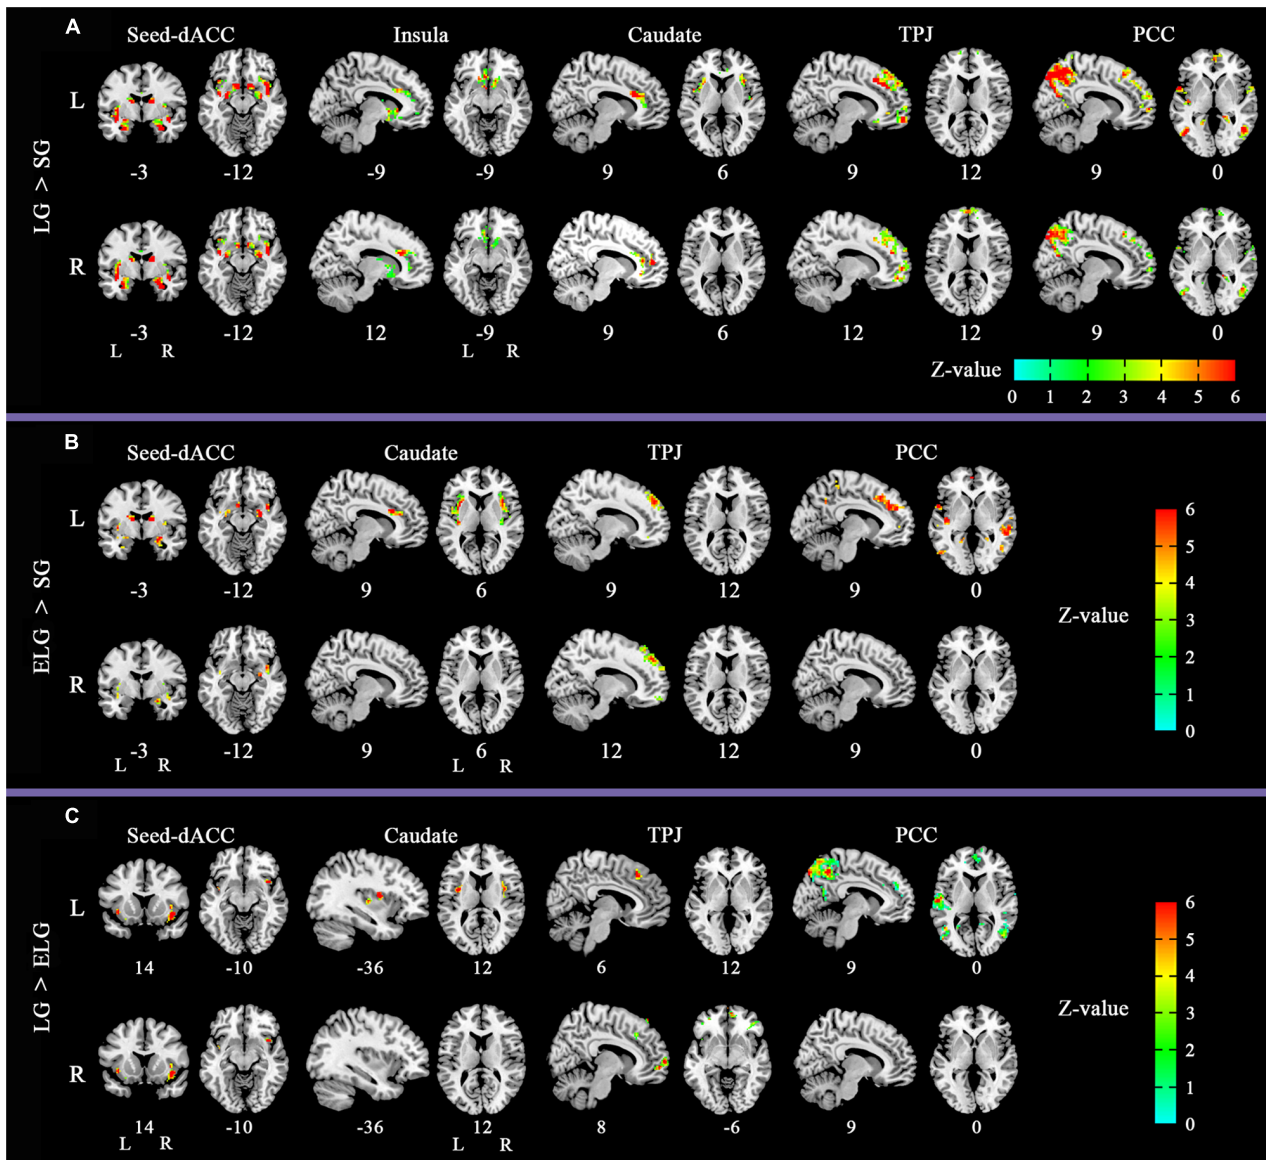 A
Seed-dACC Insula Caudate TPJ PCC
LG > SG
L
-3 -12 -9 -9 9 6 9 12 9 0
R
-3 -12 12 -9 9 6 12 12 9 0
L R L R
Z-value
0 1 2 3 4 5 6
B
Seed-dACC Caudate TPJ PCC
ELG > SG
L
-3 -12 9 6 9 12 9 0
R
-3 -12 9 6 12 12 9 0
L R L R
Z-value
6
5
4
3
2
1
0
C
Seed-dACC Caudate TPJ PCC
LG > ELG
L
14 -10 -36 12 6 12 9 0
R
14 -10 -36 12 8 -6 9 0
L R L R
Z-value
6
5
4
3
2
1
0